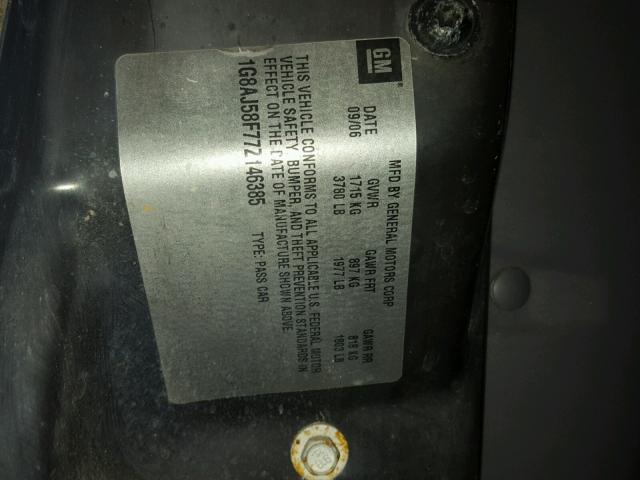 GM
®
MFD BY GENERAL MOTORS CORP
DATE GVWR GAWR FRT GAWR RR
09/06 1715 KG 897 KG 818 KG
3780 LB 1977 LB 1803 LB
THIS VEHICLE CONFORMS TO ALL APPLICABLE U.S. FEDERAL MOTOR
VEHICLE SAFETY, BUMPER, AND THEFT PREVENTION STANDARDS IN
EFFECT ON THE DATE OF MANUFACTURE SHOWN ABOVE.
1G8AJ58F77Z146385 TYPE: PASS CAR